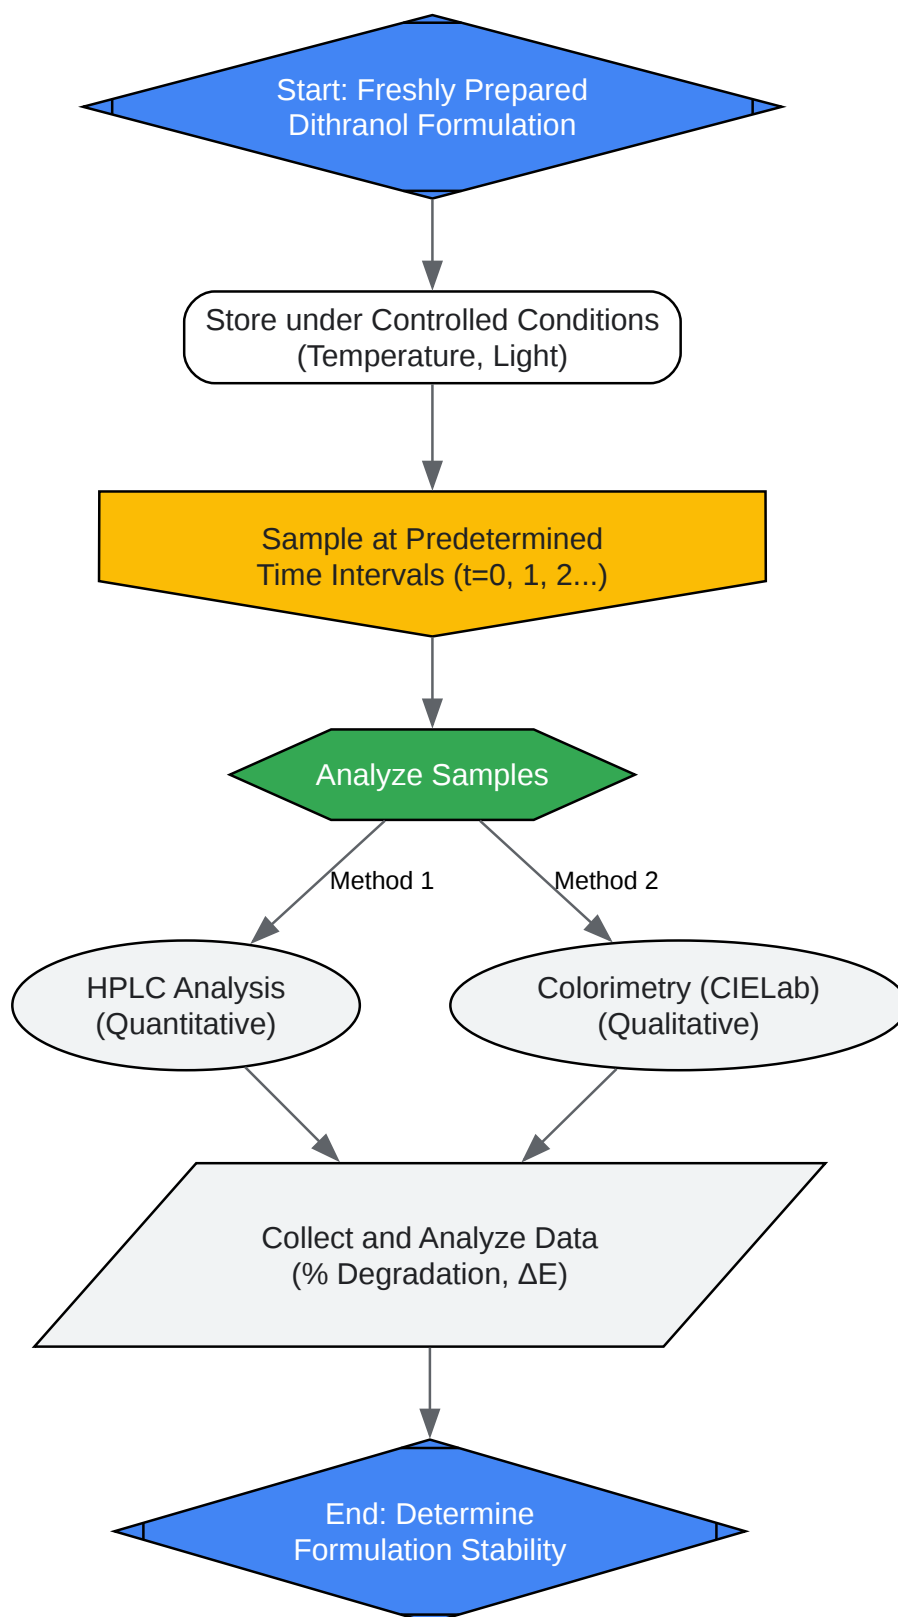 Start: Freshly Prepared
Dithranol Formulation
Store under Controlled Conditions
(Temperature, Light)
Sample at Predetermined
Time Intervals (t=0, 1, 2...)
Analyze Samples
Method 1
Method 2
HPLC Analysis
(Quantitative)
Colorimetry (CIELab)
(Qualitative)
Collect and Analyze Data
(% Degradation, ΔE)
End: Determine
Formulation Stability